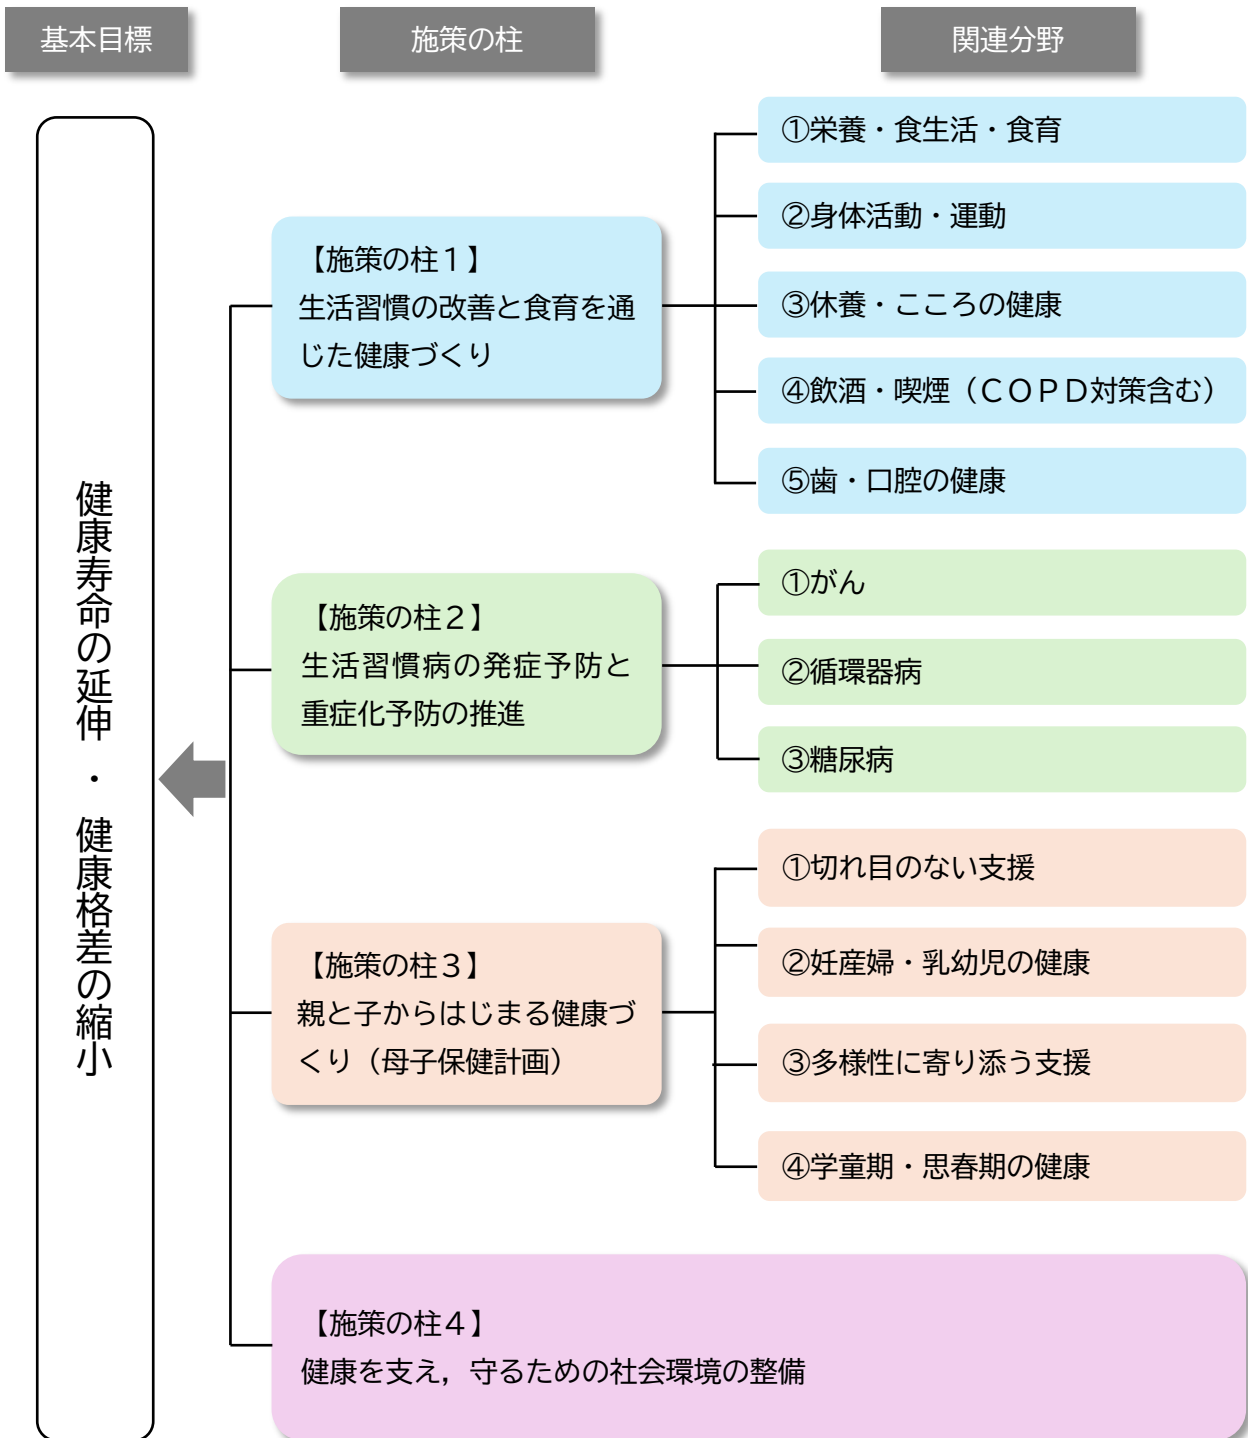 基本目標
施策の柱
関連分野
健康寿命の延伸・健康格差の縮小
【施策の柱１】
生活習慣の改善と食育を通
じた健康づくり
①栄養・食生活・食育
②身体活動・運動
③休養・こころの健康
④飲酒・喫煙（ＣＯＰＤ対策含む）
⑤歯・口腔の健康
【施策の柱２】
生活習慣病の発症予防と
重症化予防の推進
①がん
②循環器病
③糖尿病
【施策の柱３】
親と子からはじまる健康づ
くり（母子保健計画）
①切れ目のない支援
②妊産婦・乳幼児の健康
③多様性に寄り添う支援
④学童期・思春期の健康
【施策の柱４】
健康を支え，守るための社会環境の整備